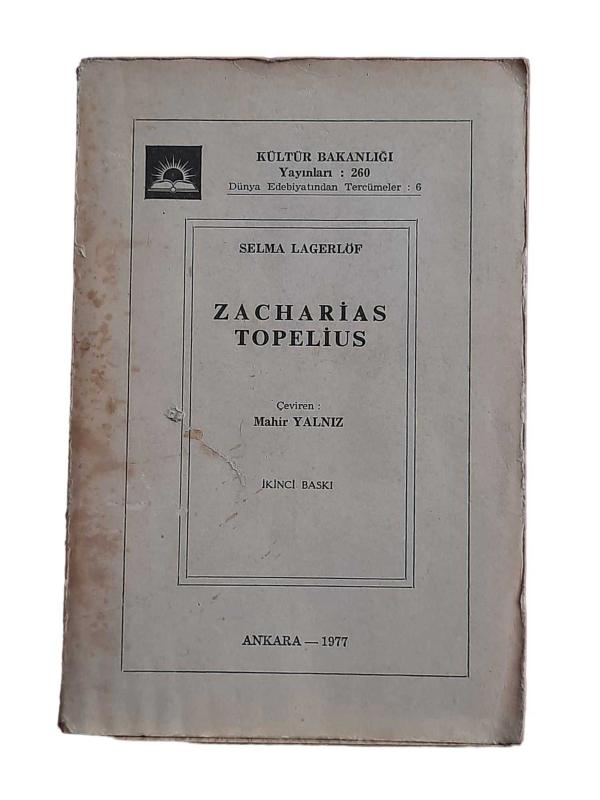 KÜLTÜR BAKANLIĞI
Yayınları : 260
Dünya Edebiyatından Tercümeler : 6
SELMA LAGERLÖF
ZACHARİAS
TOPELİUS
Çeviren :
Mahir YALNIZ
İKİNCİ BASKI
ANKARA — 1977